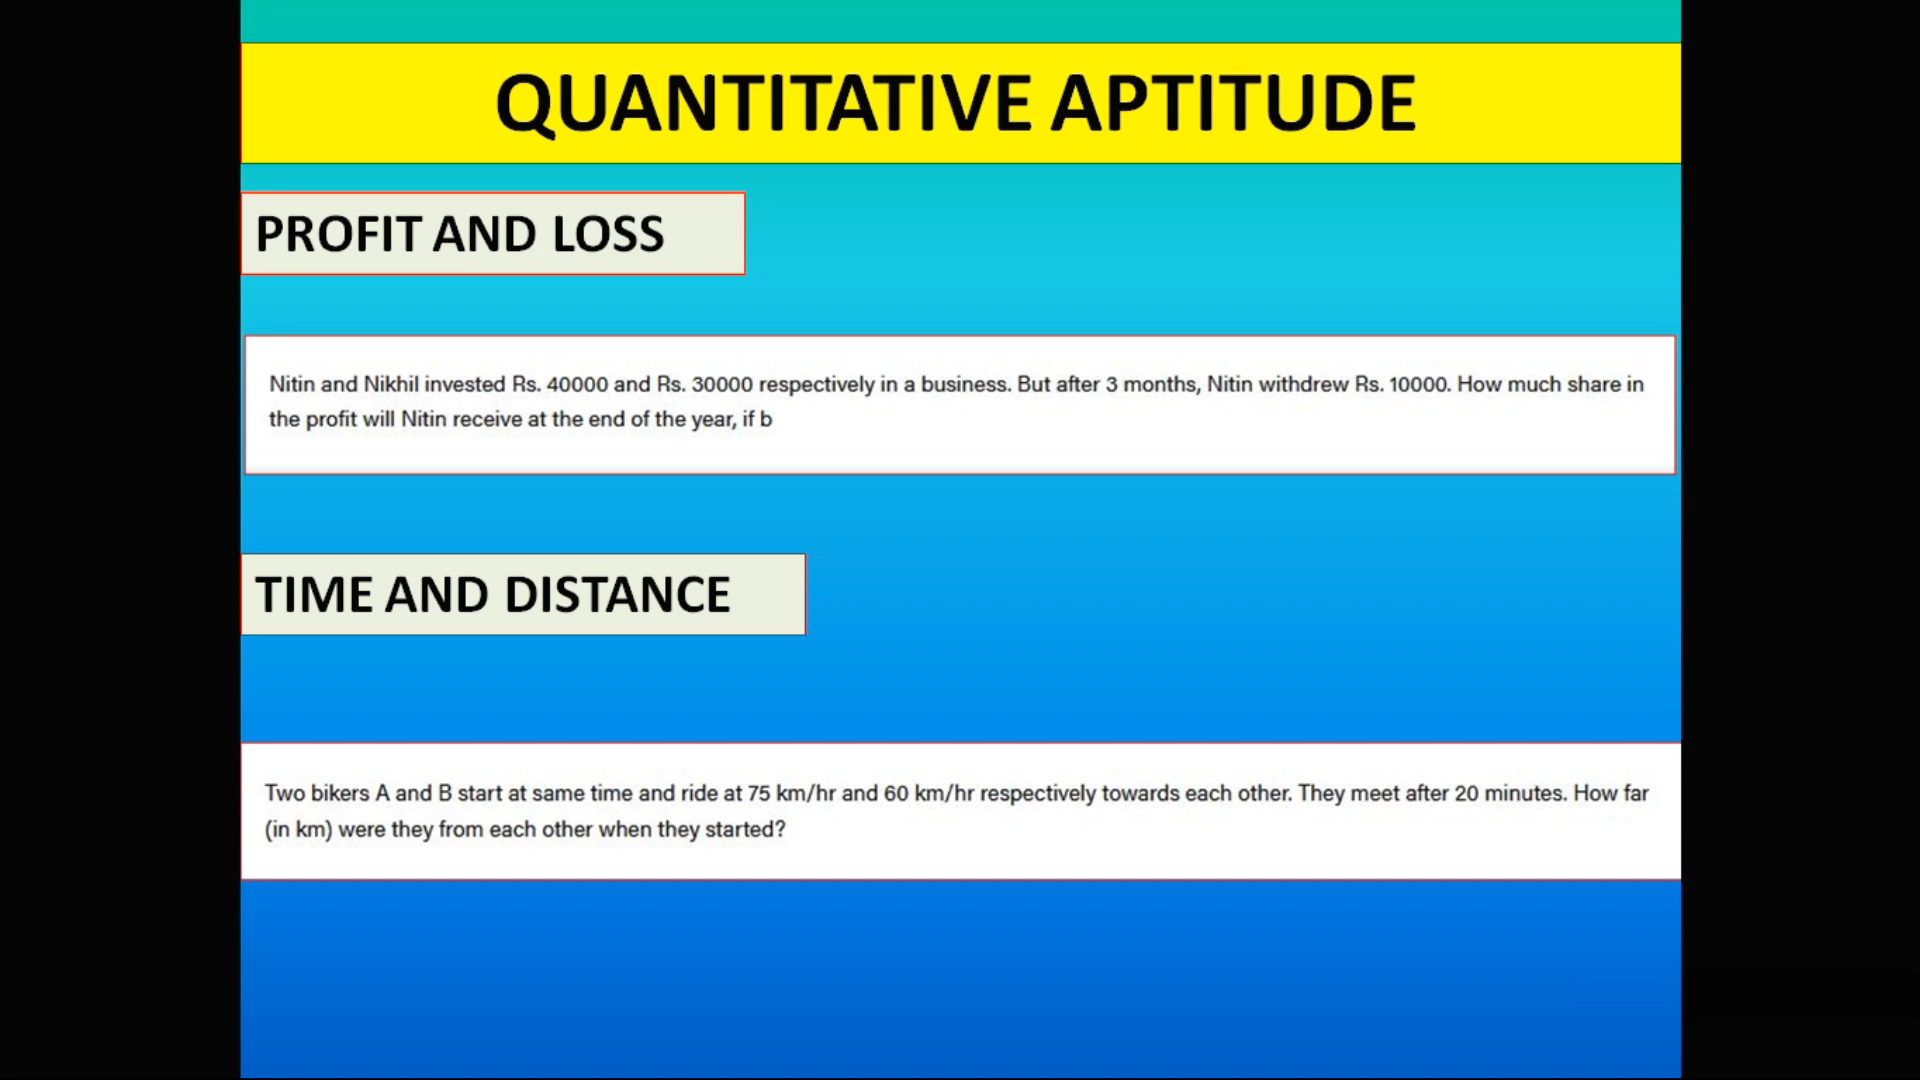 QUANTITATIVE APTITUDE
PROFIT AND LOSS
Nitin and Nikhil invested Rs. 40000 and Rs. 30000 respectively in a business. But after 3 months, Nitin withdrew Rs. 10000. How much share in
the profit will Nitin receive at the end of the year, if b
TIME AND DISTANCE
Two bikers A and B start at same time and ride at 75 km/hr and 60 km/hr respectively towards each other. They meet after 20 minutes. How far
(in km) were they from each other when they started?